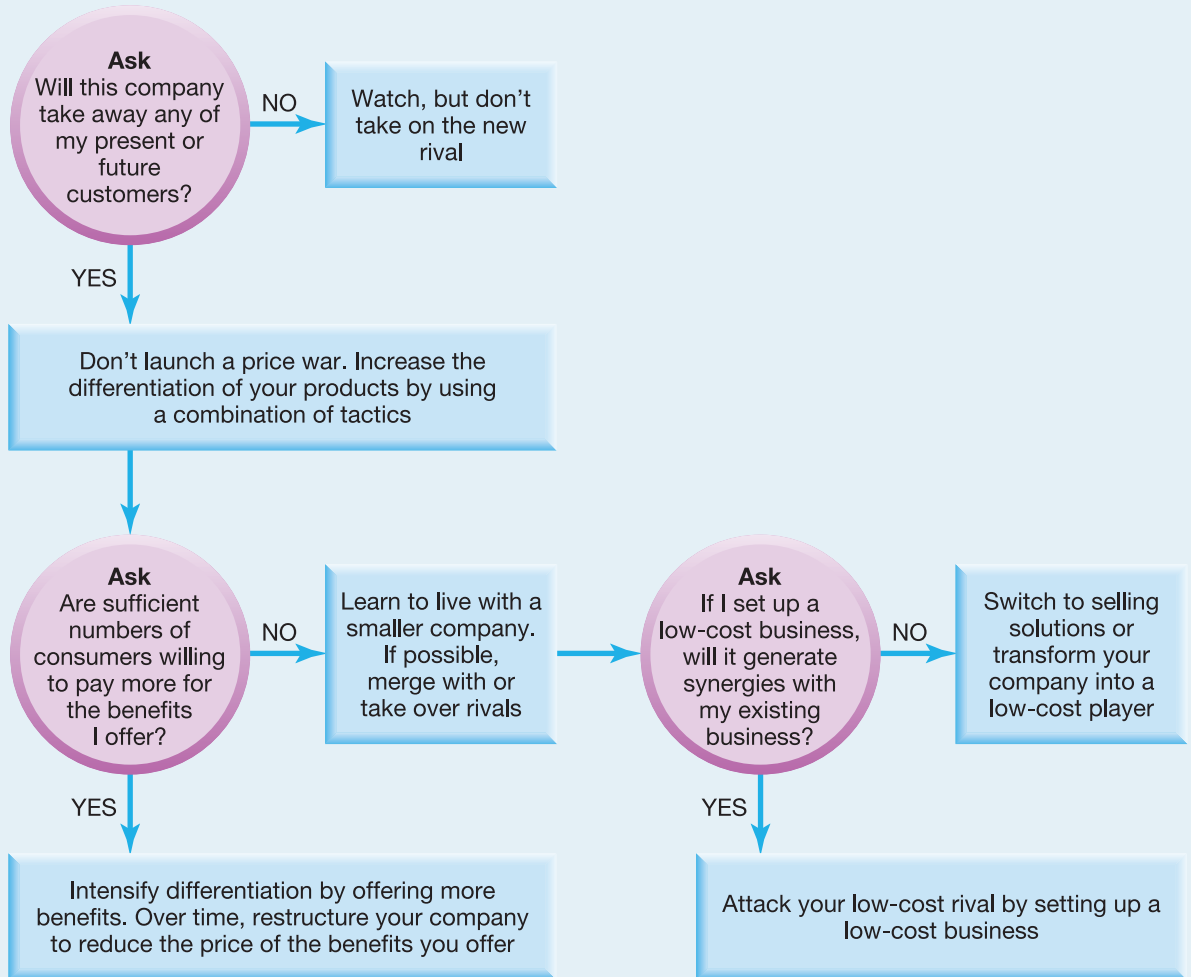 Ask
Will this company
take away any of
my present or
future
customers?
NO
Watch, but don’t
take on the new
rival
YES
Don’t launch a price war. Increase the
differentiation of your products by using
a combination of tactics
Ask
Are sufficient
numbers of
consumers willing
to pay more for
the benefits
I offer?
NO
Learn to live with a
smaller company.
If possible,
merge with or
take over rivals
Ask
If I set up a
low-cost business,
will it generate
synergies with
my existing
business?
NO
Switch to selling
solutions or
transform your
company into a
low-cost player
YES
Intensify differentiation by offering more
benefits. Over time, restructure your company
to reduce the price of the benefits you offer
YES
Attack your low-cost rival by setting up a
low-cost business